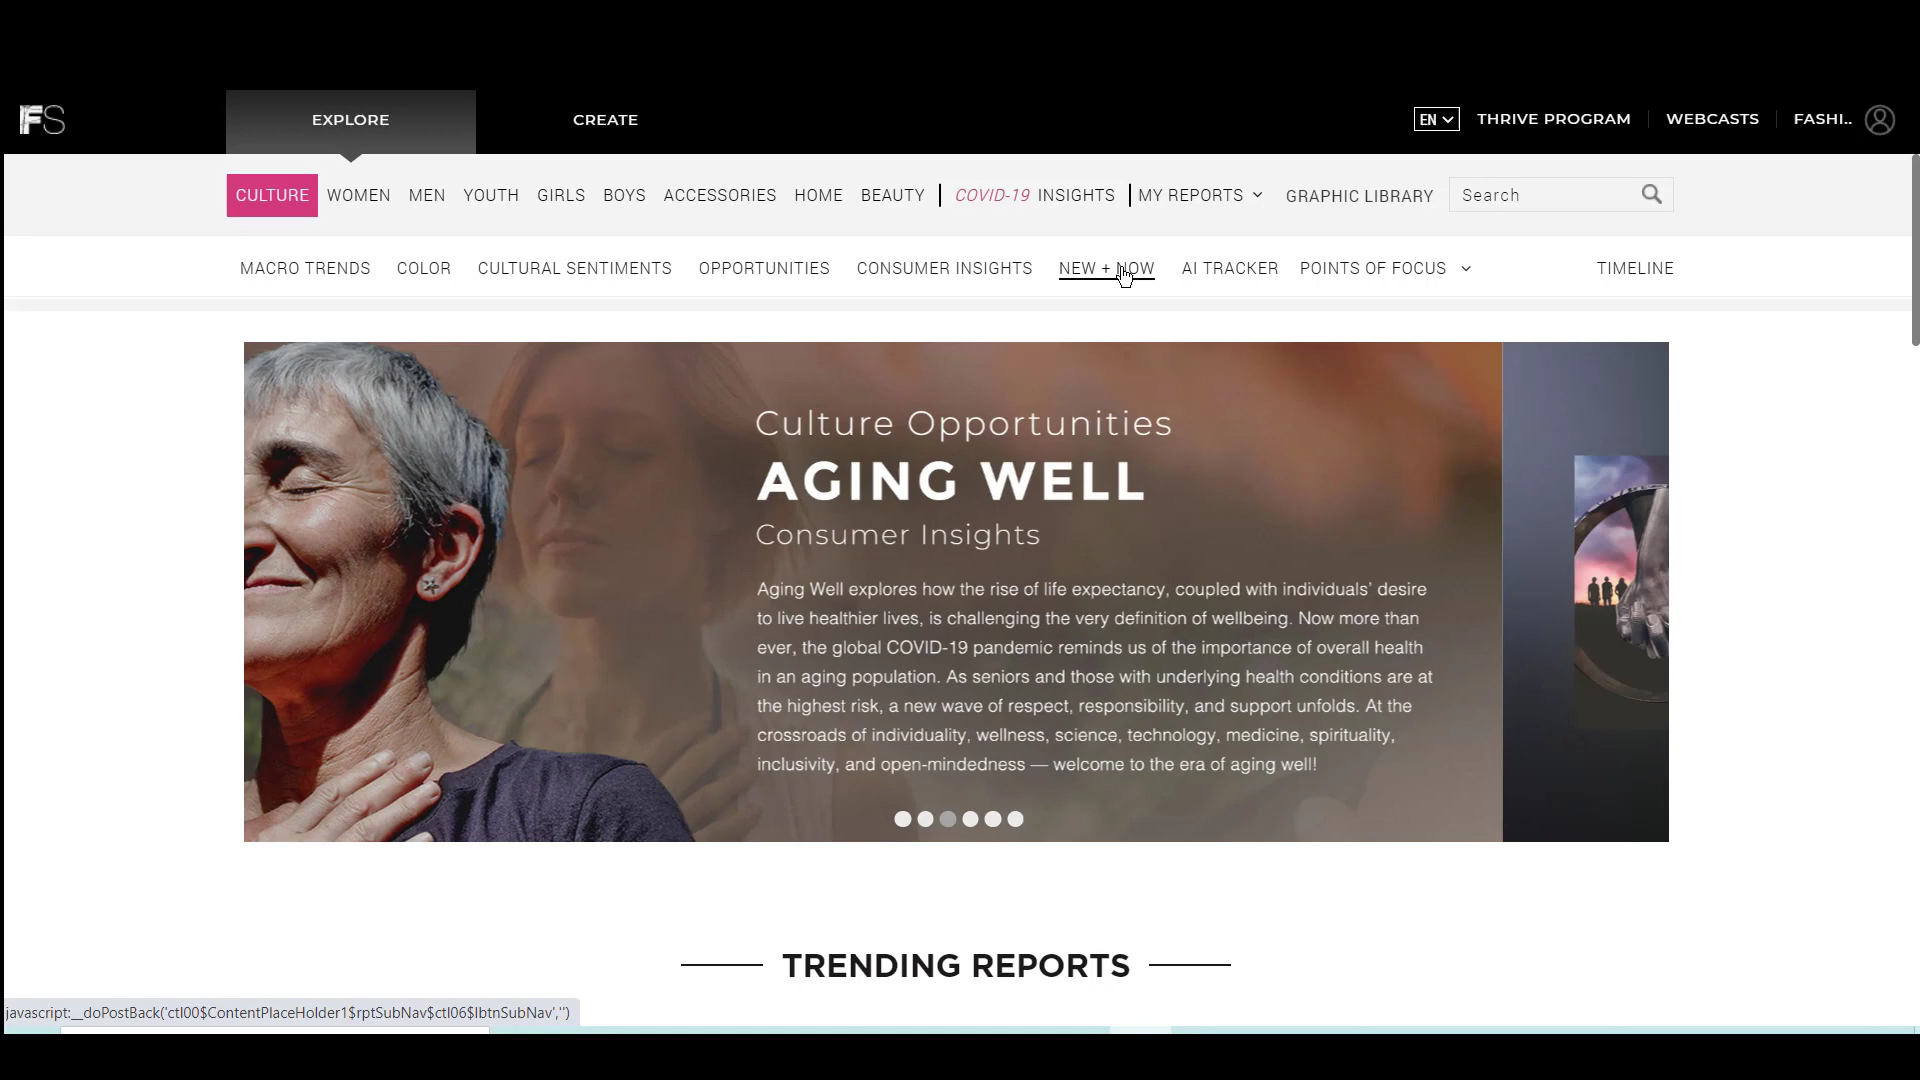 FS
EXPLORE
CREATE
EN
THRIVE PROGRAM
WEBCASTS
FASHI..
CULTURE WOMEN MEN YOUTH GIRLS BOYS ACCESSORIES HOME BEAUTY COVID-19 INSIGHTS MY REPORTS GRAPHIC LIBRARY Search
MACRO TRENDS COLOR CULTURAL SENTIMENTS OPPORTUNITIES CONSUMER INSIGHTS NEW + NOW AI TRACKER POINTS OF FOCUS TIMELINE
Culture Opportunities
AGING WELL
Consumer Insights
Aging Well explores how the rise of life expectancy, coupled with individuals' desire
to live healthier lives, is challenging the very definition of wellbeing. Now more than
ever, the global COVID-19 pandemic reminds us of the importance of overall health
in an aging population. As seniors and those with underlying health conditions are at
the highest risk, a new wave of respect, responsibility, and support unfolds. At the
crossroads of individuality, wellness, science, technology, medicine, spirituality,
inclusivity, and open-mindedness — welcome to the era of aging well!
TRENDING REPORTS
javascript:__doPostBack('ctl00$ContentPlaceHolder1$rptSubNav$ctl06$lbtnSubNav','')